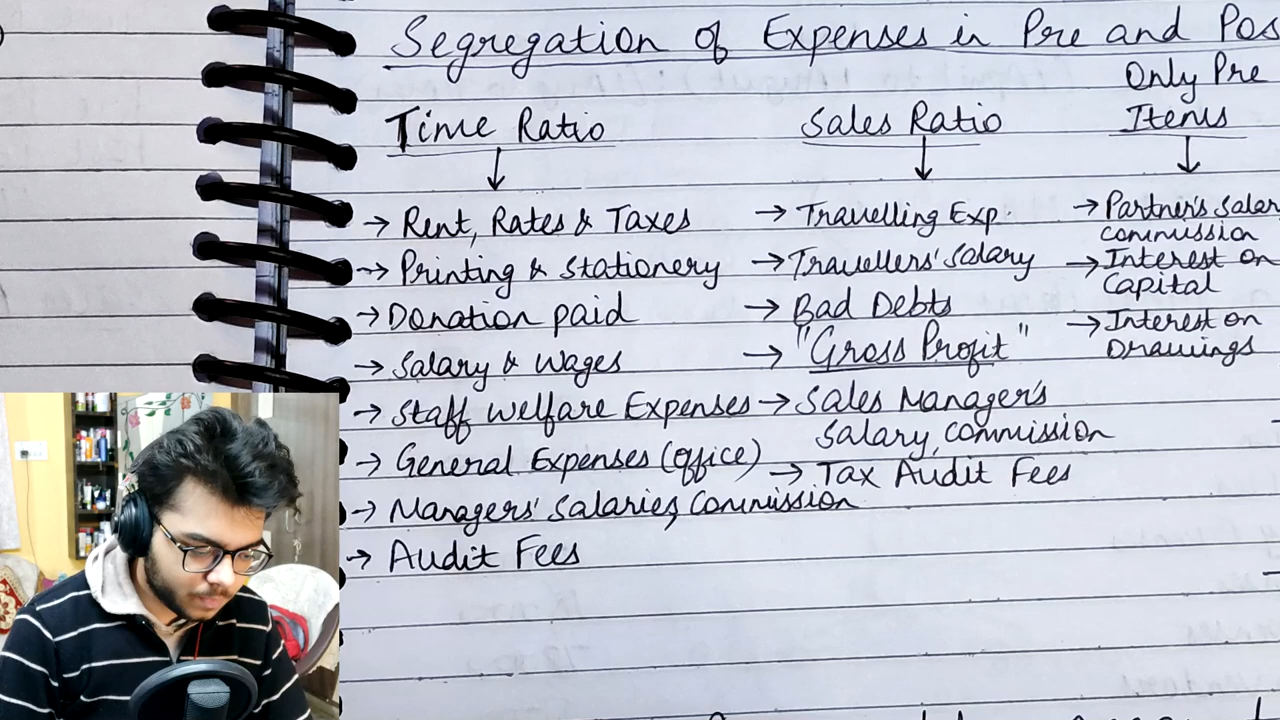 Segregation of Expenses in Pre and Pos
Time Ratio
Rent, Rates & Taxes
Printing & Stationery
Donation paid
Salary & Wages
Staff Welfare Expenses
General Expenses (office)
Managers' Salaries, Commission
Audit Fees
Sales Ratio
Travelling Exp.
Travellers' Salary
Bad Debts
"Gross Profit"
Sales Manager's
Salary, Commission
Tax Audit Fees
Only Pre
Items
Partner's Salar
commission
Interest on
Capital
Interest on
Drawings